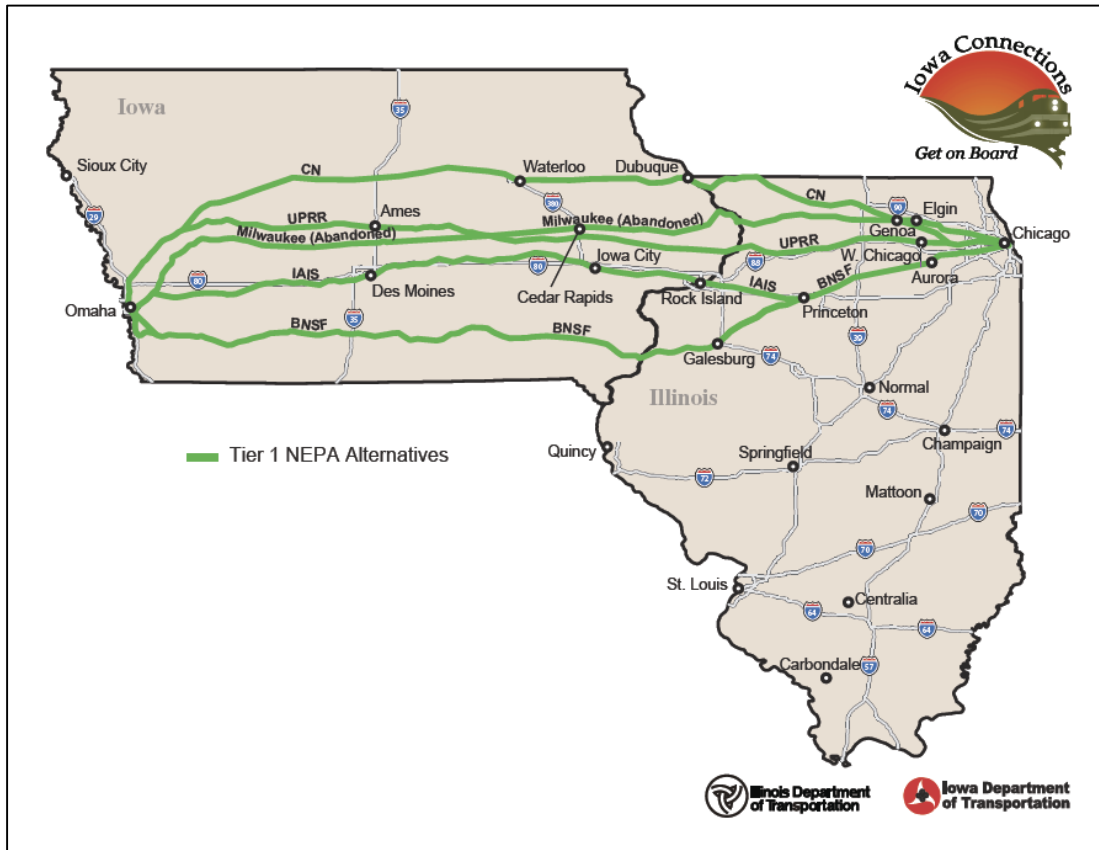 Iowa Connections
Get on Board
Iowa
35
Sioux City
CN
Waterloo
Dubuque
29
380
CN
90
Elgin
UPRR
Ames
Milwaukee (Abandoned)
Genoa
Chicago
Milwaukee (Abandoned)
UPRR
W. Chicago
88
IAIS
80
80
Iowa City
BNSF
Aurora
Des Moines
Cedar Rapids
Rock Island
IAIS
Omaha
Princeton
BNSF
35
BNSF
39
Galesburg
74
Normal
Illinois
74
Champaign
74
Tier 1 NEPA Alternatives
Quincy
Springfield
72
Mattoon
70
70
St. Louis
Centralia
64
64
Carbondale
57
Illinois Department
of Transportation
Iowa Department
of Transportation